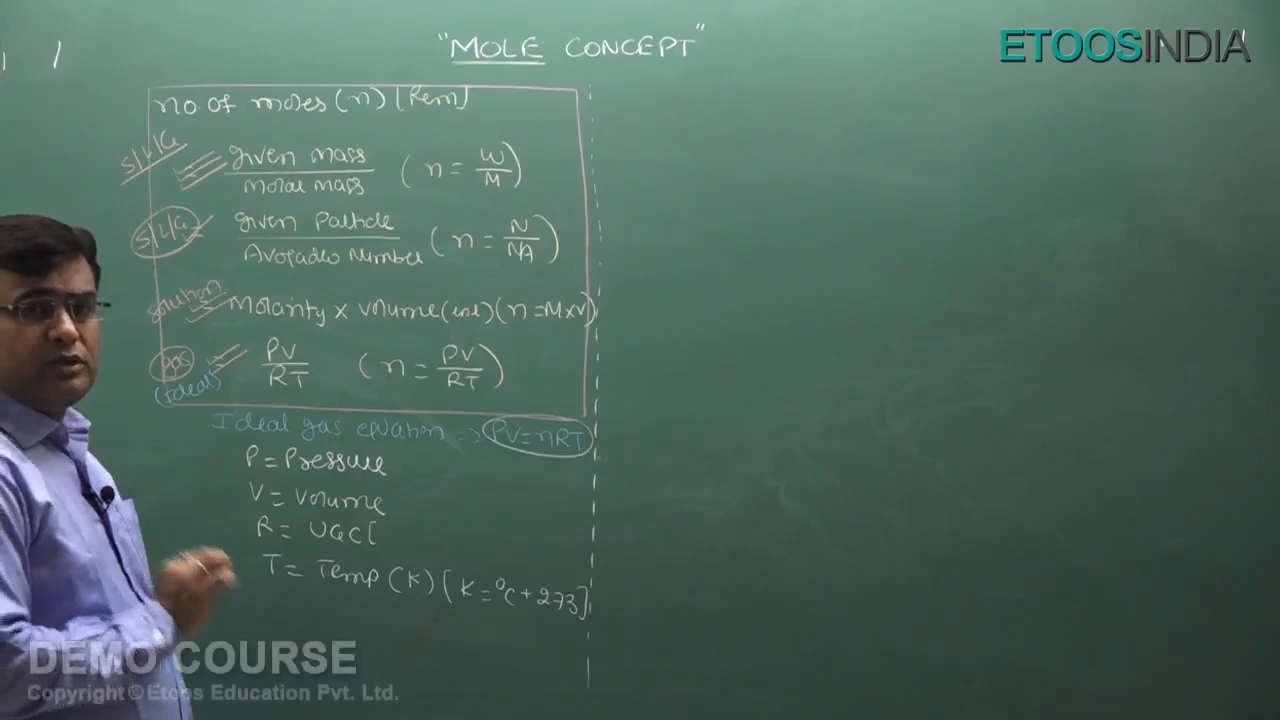 "MOLE CONCEPT"
ETOOSINDIA
no. of moles (n) [Rem]
S/L/G given mass / molar mass (n = W/M)
S/L/G given Particle / Avogadro Number (n = N/NA)
solution Molarity x volume (n = M x V)
PV/RT (n = PV/RT)
(Ideal)
Ideal gas equation => PV = nRT
P = Pressure
V = Volume
R = UGC [
T = Temp (K) [K = °C + 273]
DEMO COURSE
Copyright©Etoos Education Pvt. Ltd.